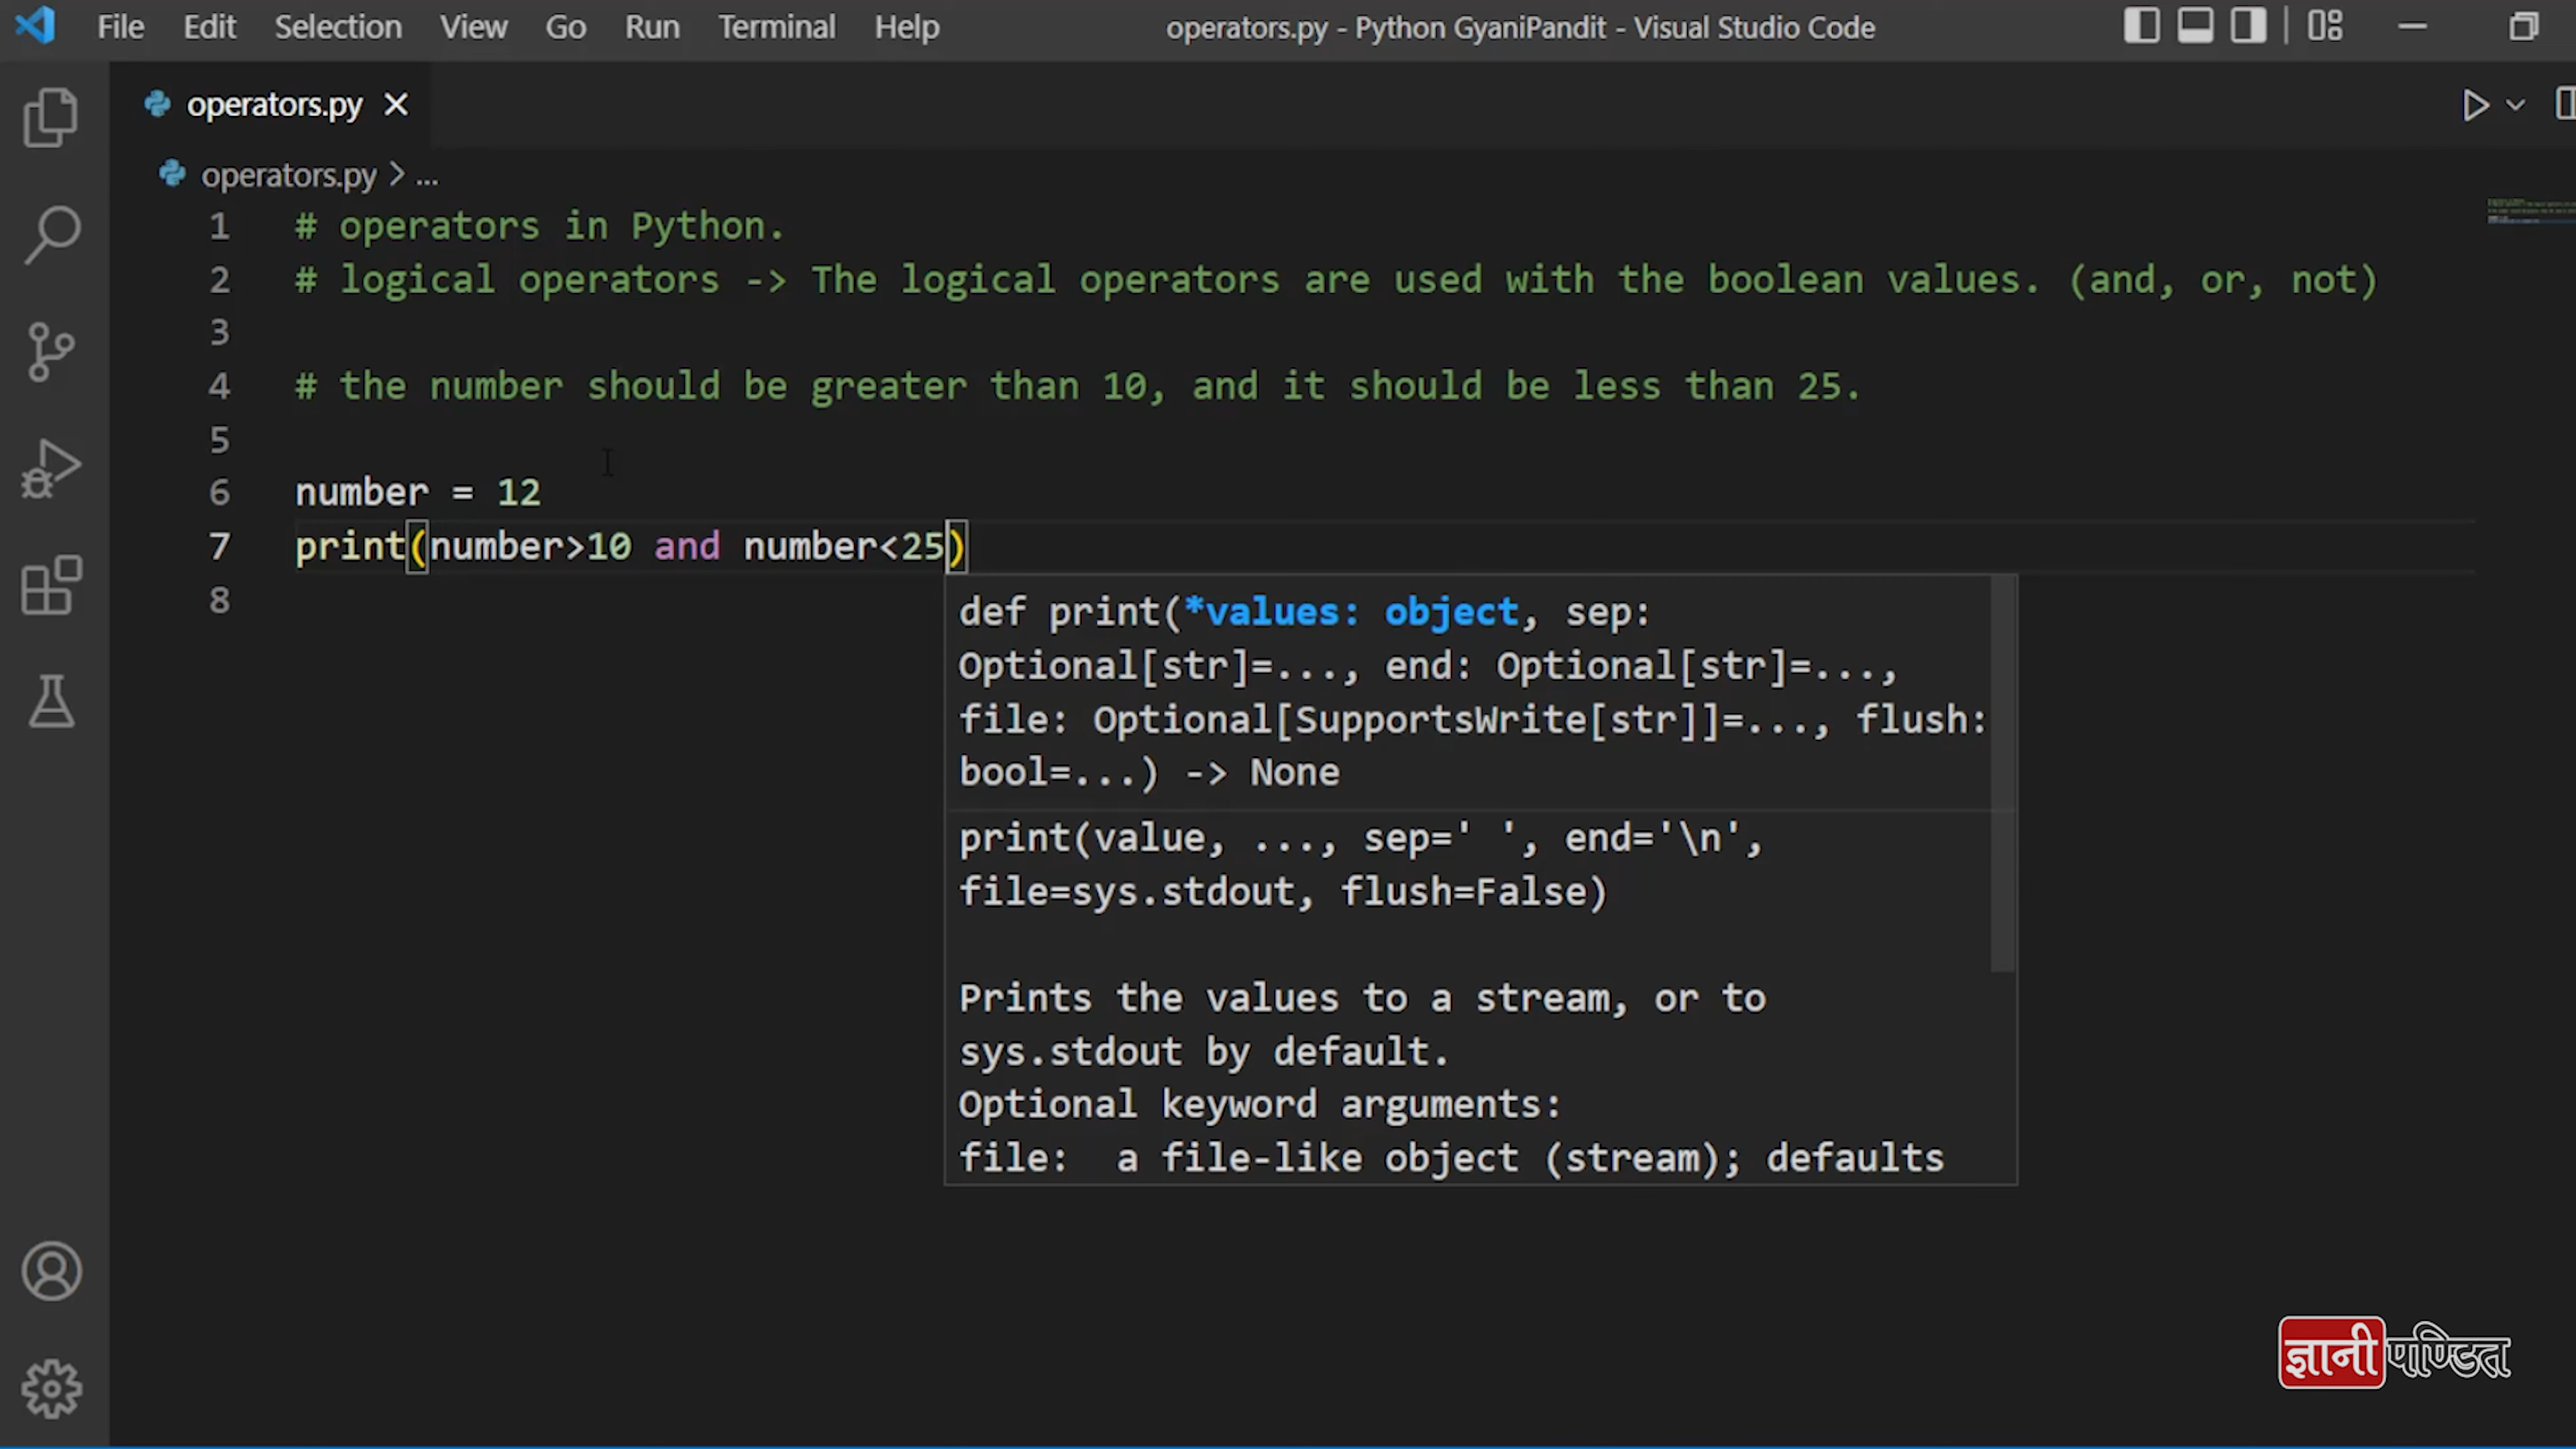 File Edit Selection View Go Run Terminal Help operators.py - Python GyaniPandit - Visual Studio Code
operators.py
operators.py > ...
1 # operators in Python.
2 # logical operators -> The logical operators are used with the boolean values. (and, or, not)
3
4 # the number should be greater than 10, and it should be less than 25.
5
6 number = 12
7 print(number>10 and number<25)
8
def print(*values: object, sep:
Optional[str]=..., end: Optional[str]=...,
file: Optional[SupportsWrite[str]]=..., flush:
bool=...) -> None
print(value, ..., sep=' ', end='\n',
file=sys.stdout, flush=False)
Prints the values to a stream, or to
sys.stdout by default.
Optional keyword arguments:
file:  a file-like object (stream); defaults
ज्ञानी पण्डित